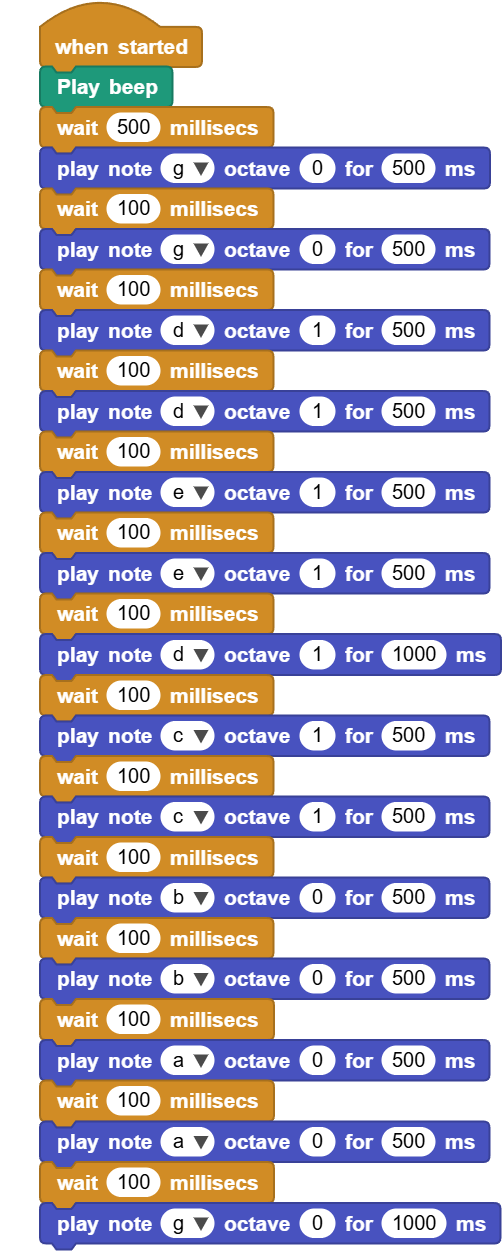 when started
Play beep
wait 500 millisecs
play note g octave 0 for 500 ms
wait 100 millisecs
play note g octave 0 for 500 ms
wait 100 millisecs
play note d octave 1 for 500 ms
wait 100 millisecs
play note d octave 1 for 500 ms
wait 100 millisecs
play note e octave 1 for 500 ms
wait 100 millisecs
play note e octave 1 for 500 ms
wait 100 millisecs
play note d octave 1 for 1000 ms
wait 100 millisecs
play note c octave 1 for 500 ms
wait 100 millisecs
play note c octave 1 for 500 ms
wait 100 millisecs
play note b octave 0 for 500 ms
wait 100 millisecs
play note b octave 0 for 500 ms
wait 100 millisecs
play note a octave 0 for 500 ms
wait 100 millisecs
play note a octave 0 for 500 ms
wait 100 millisecs
play note g octave 0 for 1000 ms